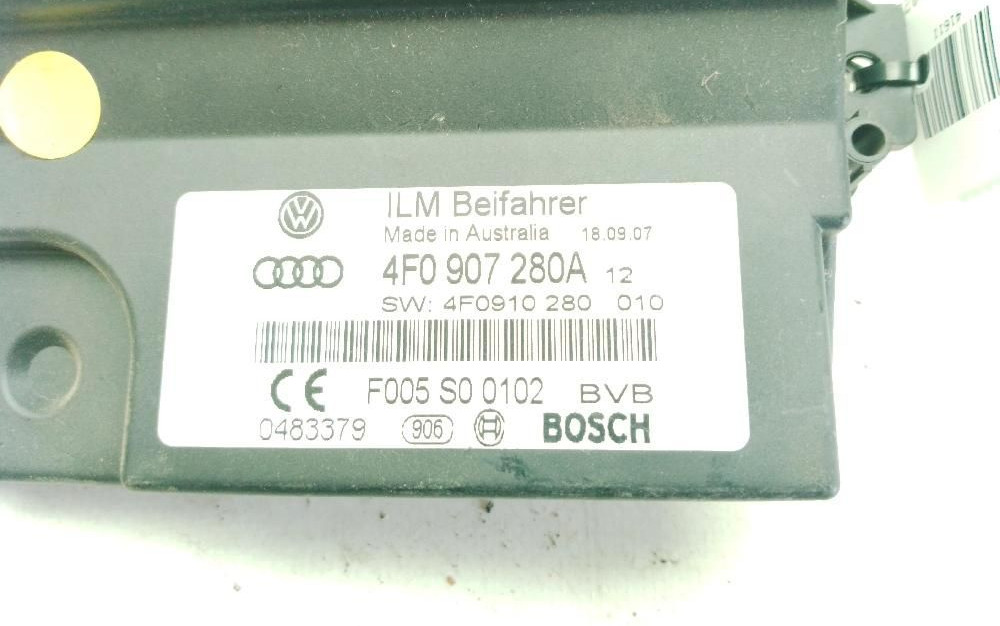 ILM Beifahrer
Made in Australia 18.09.07
4F0 907 280A 12
SW: 4F0910 280 010
CE F005 S0 0102 BVB
0483379 906 BOSCH